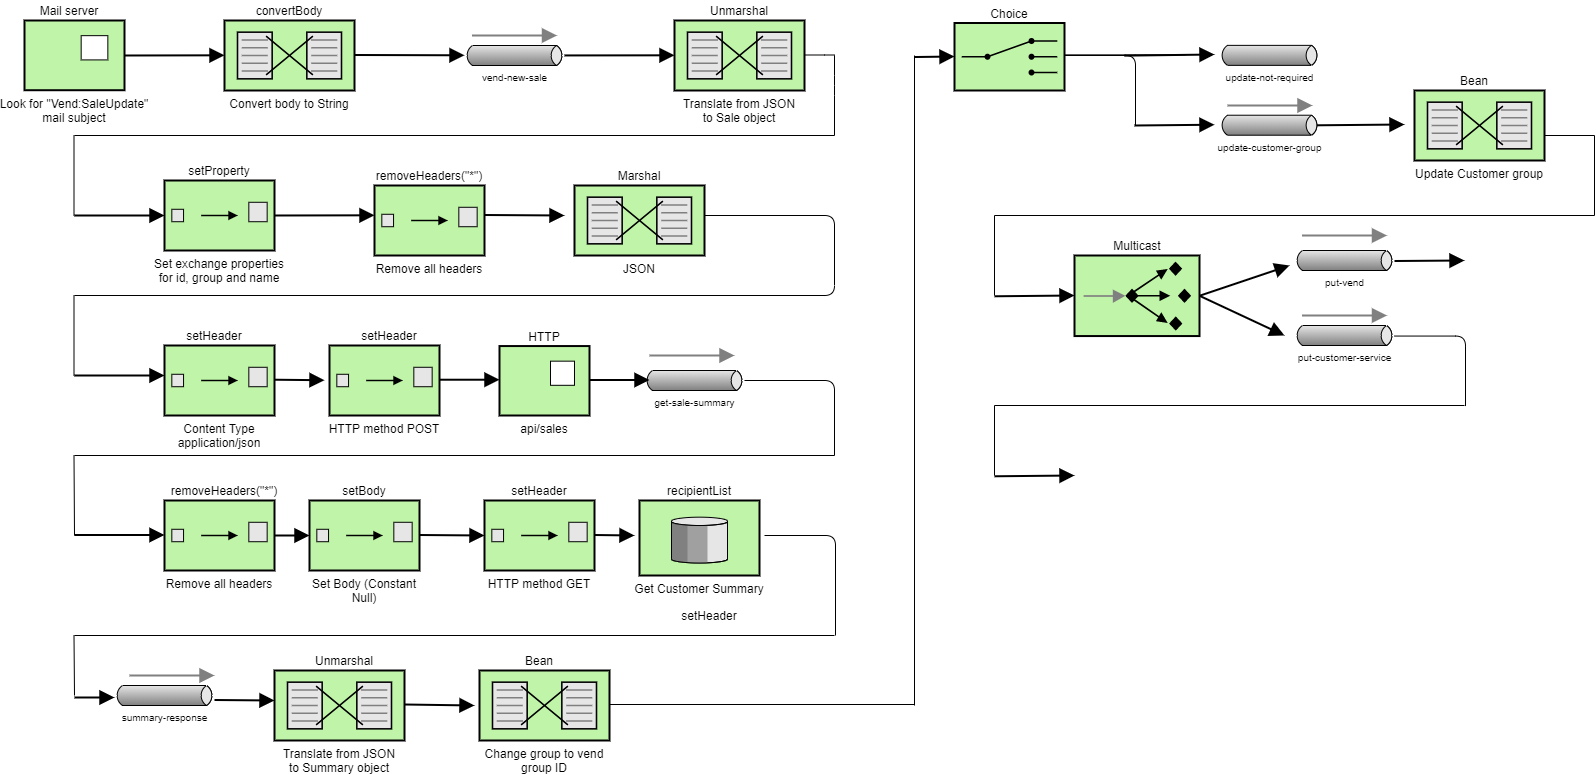 Mail server
convertBody
Unmarshal
vend-new-sale
Look for "Vend:SaleUpdate"
mail subject
Convert body to String
Translate from JSON
to Sale object
setProperty
removeHeaders("*")
Marshal
Set exchange properties
for id, group and name
Remove all headers
JSON
setHeader
setHeader
HTTP
get-sale-summary
Content Type
application/json
HTTP method POST
api/sales
removeHeaders("*")
setBody
setHeader
recipientList
Remove all headers
Set Body (Constant
Null)
HTTP method GET
Get Customer Summary
setHeader
summary-response
Unmarshal
Bean
Translate from JSON
to Summary object
Change group to vend
group ID
Choice
update-not-required
update-customer-group
Bean
Update Customer group
Multicast
put-vend
put-customer-service